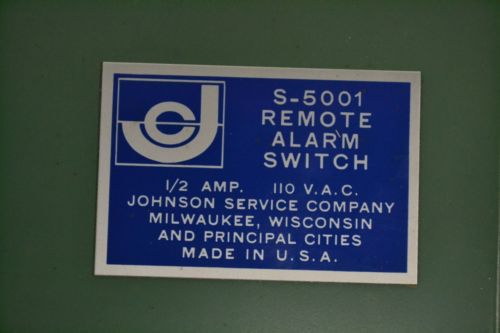 S-5001
REMOTE
ALARM
SWITCH
1/2 AMP. 110 V.A.C.
JOHNSON SERVICE COMPANY
MILWAUKEE, WISCONSIN
AND PRINCIPAL CITIES
MADE IN U.S.A.